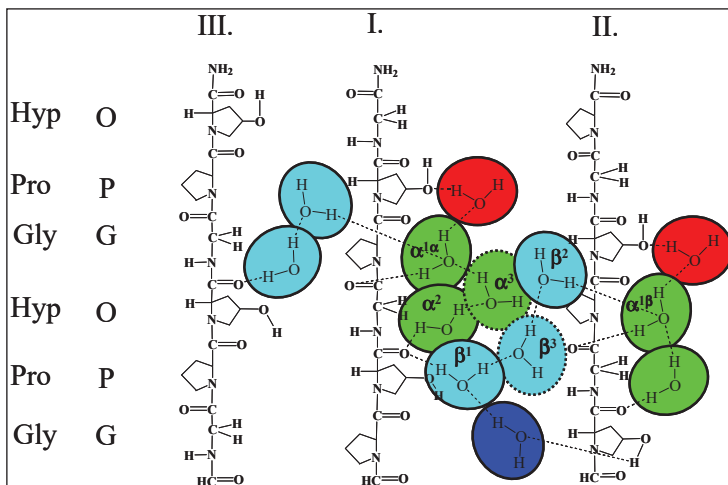 III. I. II.
NH₂ NH₂ NH₂
C=O C=O C=O
Hyp O
H O H N
C=O H–N C=O
Pro P
N C=O H O H O H
C=O N C=O
Gly G
α¹α α³ β² α¹β
H–N O=C H–N
C=O N C=O
Hyp O
α² β¹ β³
N O H H–N O=C
C=O C=O N
Pro P
N N C=O
O=C C=O H–N
Gly G
C H H N C=O
H–N C=O H N O H
HC=O HC=O HC=O